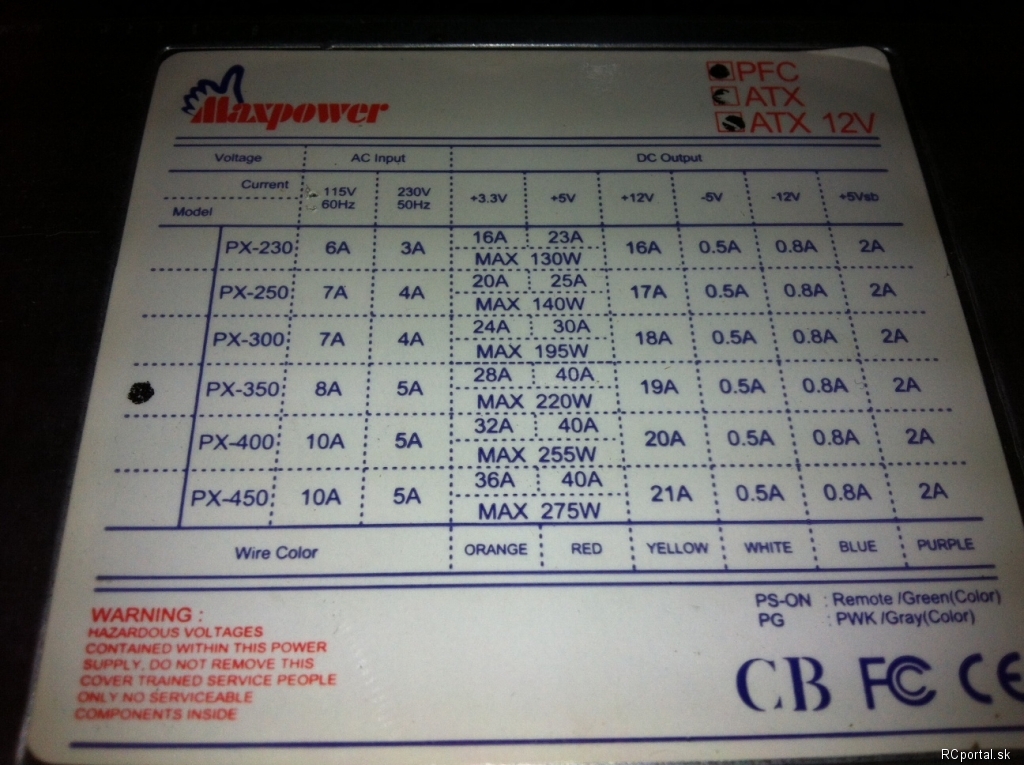 Maxpower
PFC
ATX
ATX 12V
Voltage AC Input DC Output
Current 115V 60Hz 230V 50Hz +3.3V +5V +12V -5V -12V +5Vsb
Model
PX-230 6A 3A 16A 23A 16A 0.5A 0.8A 2A
MAX 130W
PX-250 7A 4A 20A 25A 17A 0.5A 0.8A 2A
MAX 140W
PX-300 7A 4A 24A 30A 18A 0.5A 0.8A 2A
MAX 195W
PX-350 8A 5A 28A 40A 19A 0.5A 0.8A 2A
MAX 220W
PX-400 10A 5A 32A 40A 20A 0.5A 0.8A 2A
MAX 255W
PX-450 10A 5A 36A 40A 21A 0.5A 0.8A 2A
MAX 275W
Wire Color ORANGE RED YELLOW WHITE BLUE PURPLE
PS-ON : Remote /Green(Color)
PG : PWK /Gray(Color)
WARNING :
HAZARDOUS VOLTAGES
CONTAINED WITHIN THIS POWER
SUPPLY, DO NOT REMOVE THIS
COVER TRAINED SERVICE PEOPLE
ONLY NO SERVICEABLE
COMPONENTS INSIDE
CB FC CE
RCportal.sk